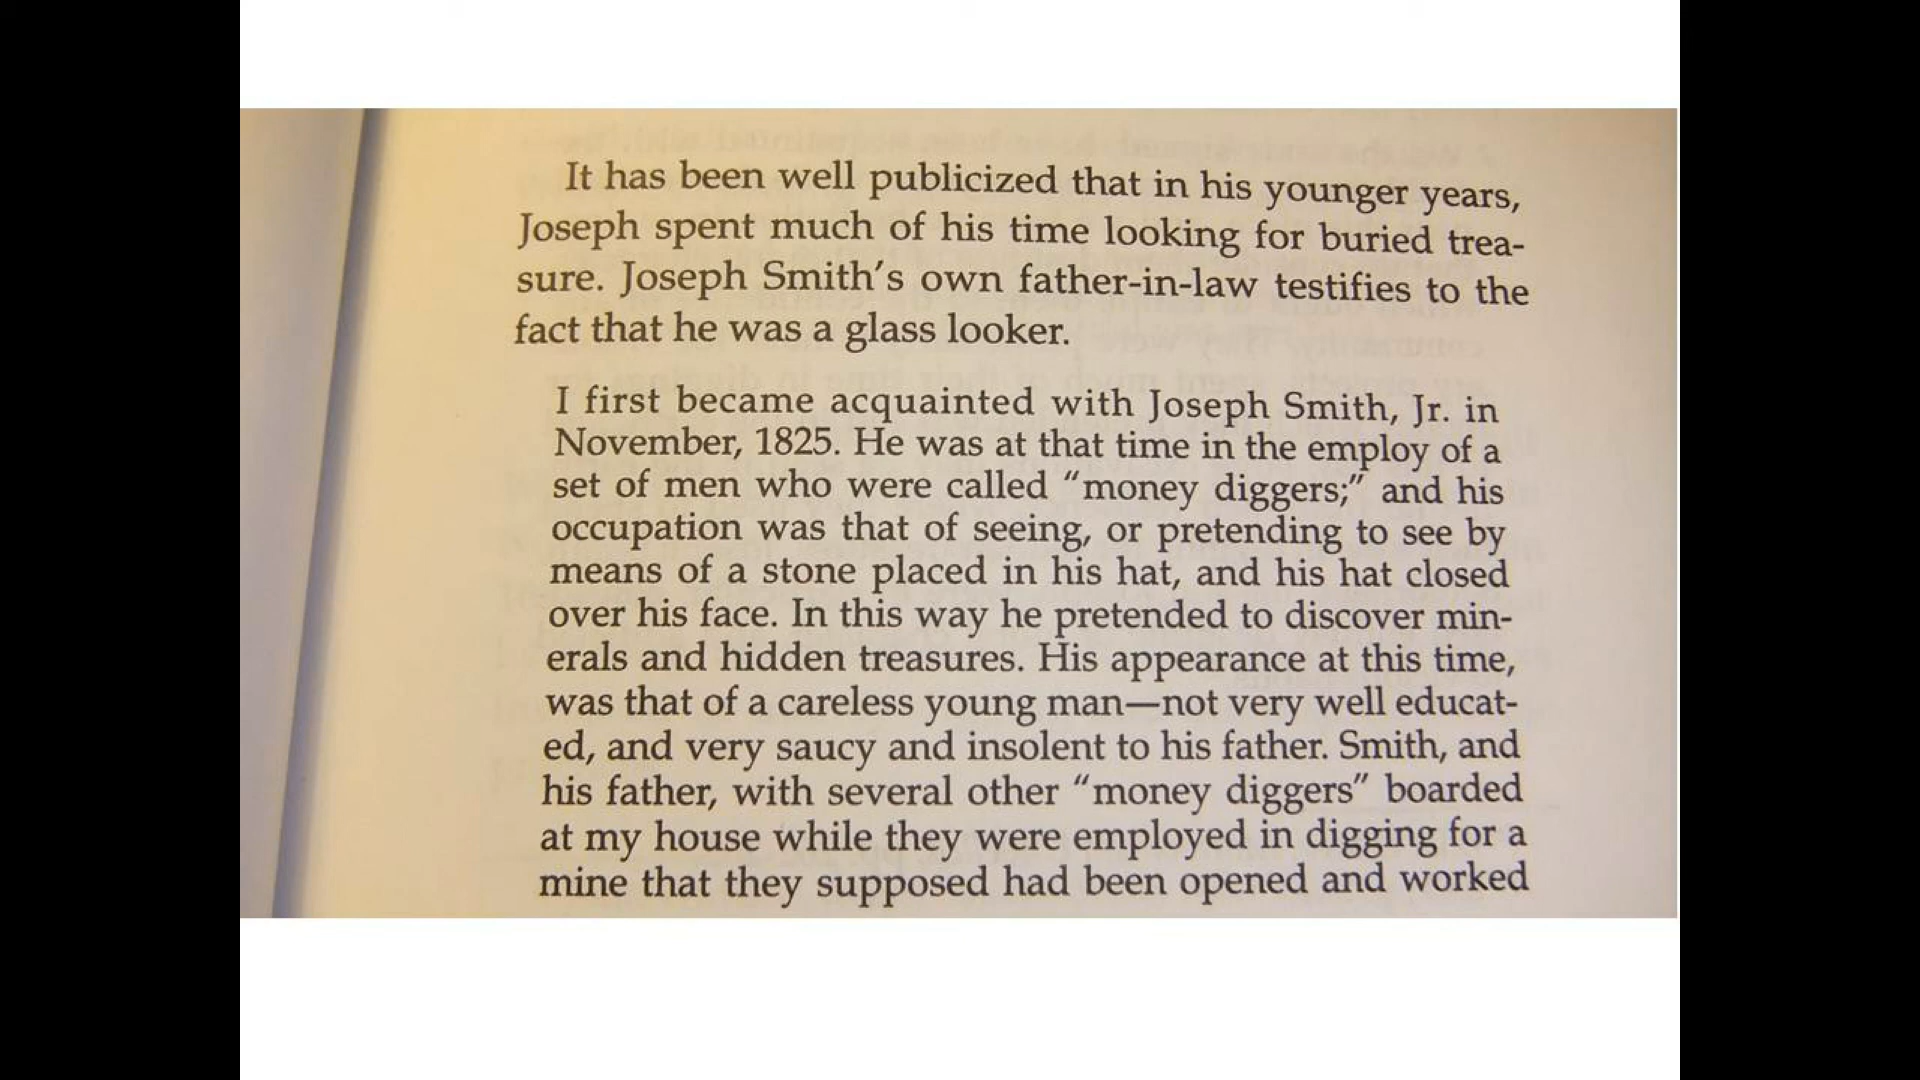 It has been well publicized that in his younger years,
Joseph spent much of his time looking for buried trea-
sure. Joseph Smith's own father-in-law testifies to the
fact that he was a glass looker.
I first became acquainted with Joseph Smith, Jr. in
November, 1825. He was at that time in the employ of a
set of men who were called “money diggers;” and his
occupation was that of seeing, or pretending to see by
means of a stone placed in his hat, and his hat closed
over his face. In this way he pretended to discover min-
erals and hidden treasures. His appearance at this time,
was that of a careless young man—not very well educat-
ed, and very saucy and insolent to his father. Smith, and
his father, with several other “money diggers” boarded
at my house while they were employed in digging for a
mine that they supposed had been opened and worked